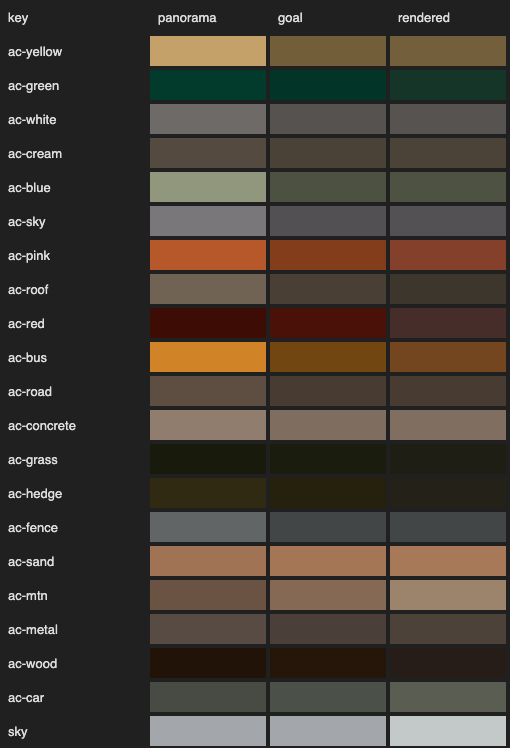 key panorama goal rendered
ac-yellow
ac-green
ac-white
ac-cream
ac-blue
ac-sky
ac-pink
ac-roof
ac-red
ac-bus
ac-road
ac-concrete
ac-grass
ac-hedge
ac-fence
ac-sand
ac-mtn
ac-metal
ac-wood
ac-car
sky